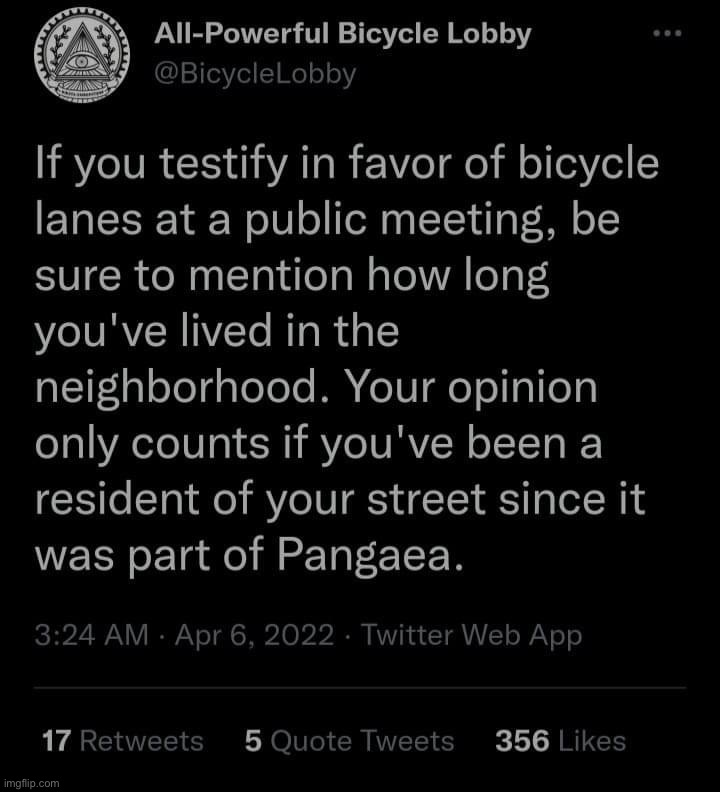 All-Powerful Bicycle Lobby
@BicycleLobby
If you testify in favor of bicycle
lanes at a public meeting, be
sure to mention how long
you've lived in the
neighborhood. Your opinion
only counts if you've been a
resident of your street since it
was part of Pangaea.
3:24 AM · Apr 6, 2022 · Twitter Web App
17 Retweets 5 Quote Tweets 356 Likes
imgflip.com